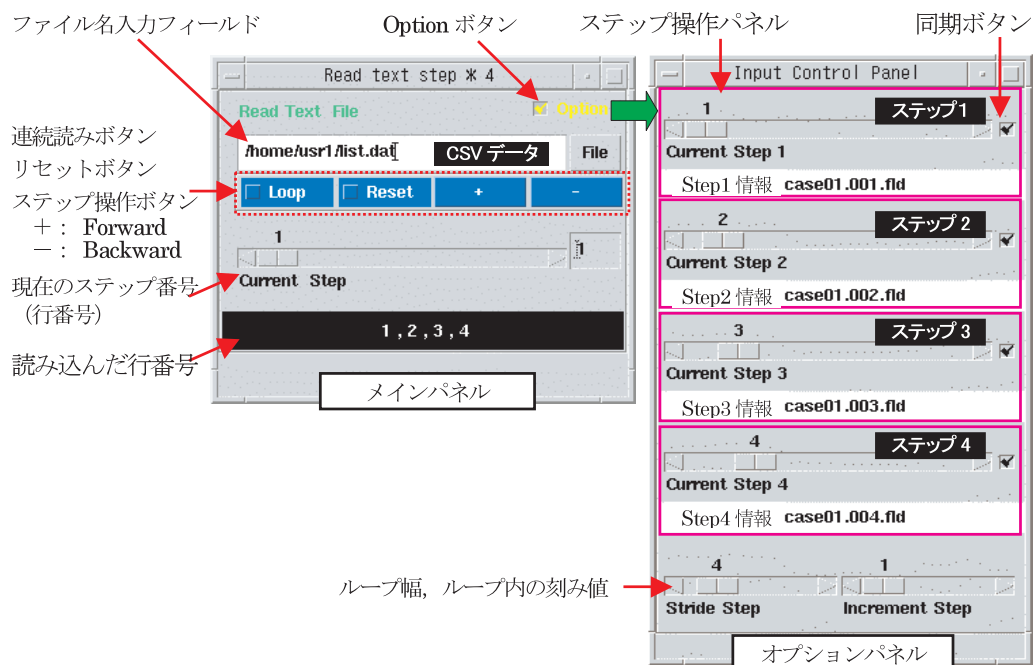 ファイル名入力フィールド
Option ボタン
ステップ操作パネル
同期ボタン
Read text step * 4
Read Text File
Option
/home/usr1/list.dat
CSV データ
File
連続読みボタン
リセットボタン
ステップ操作ボタン
+: Forward
−: Backward
Loop
Reset
+
-
1
1
Current Step
現在のステップ番号
(行番号)
1,2,3,4
読み込んだ行番号
メインパネル
Input Control Panel
1
ステップ1
Current Step 1
Step1 情報 case01.001.fld
2
ステップ 2
Current Step 2
Step2 情報 case01.002.fld
3
ステップ 3
Current Step 3
Step3 情報 case01.003.fld
4
ステップ 4
Current Step 4
Step4 情報 case01.004.fld
ループ幅, ループ内の刻み値
4
1
Stride Step
Increment Step
オプションパネル